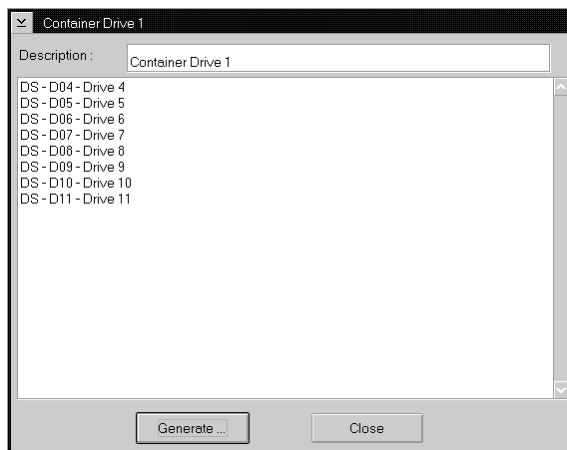 Container Drive 1
Description : Container Drive 1
DS - D04 - Drive 4
DS - D05 - Drive 5
DS - D06 - Drive 6
DS - D07 - Drive 7
DS - D08 - Drive 8
DS - D09 - Drive 9
DS - D10 - Drive 10
DS - D11 - Drive 11
Generate ... Close